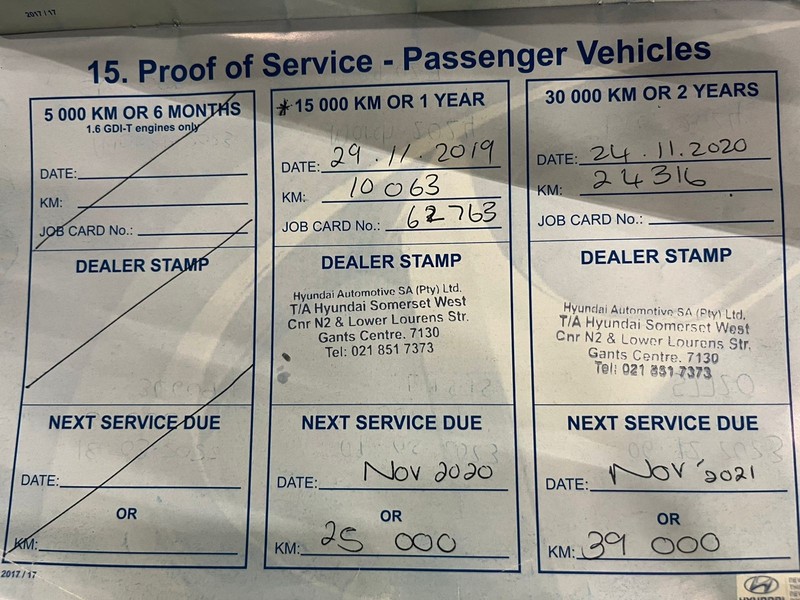 2017 / 17
15. Proof of Service - Passenger Vehicles
5 000 KM OR 6 MONTHS
1.6 GDI-T engines only
DATE:
KM:
JOB CARD No.:
DEALER STAMP
NEXT SERVICE DUE
DATE:
OR
KM:
*15 000 KM OR 1 YEAR
DATE: 29.11.2019
KM: 10 063
JOB CARD No.: 62763
DEALER STAMP
Hyundai Automotive SA (Pty) Ltd.
T/A Hyundai Somerset West
Cnr N2 & Lower Lourens Str.
Gants Centre. 7130
Tel: 021 851 7373
NEXT SERVICE DUE
DATE: Nov 2020
OR
KM: 25 000
30 000 KM OR 2 YEARS
DATE: 24.11.2020
KM: 24316
JOB CARD No.:
DEALER STAMP
Hyundai Automotive SA (Pty) Ltd.
T/A Hyundai Somerset West
Cnr N2 & Lower Lourens Str.
Gants Centre. 7130
Tel: 021 851 7373
NEXT SERVICE DUE
DATE: Nov 2021
OR
KM: 39 000
2017 / 17
HYUNDAI